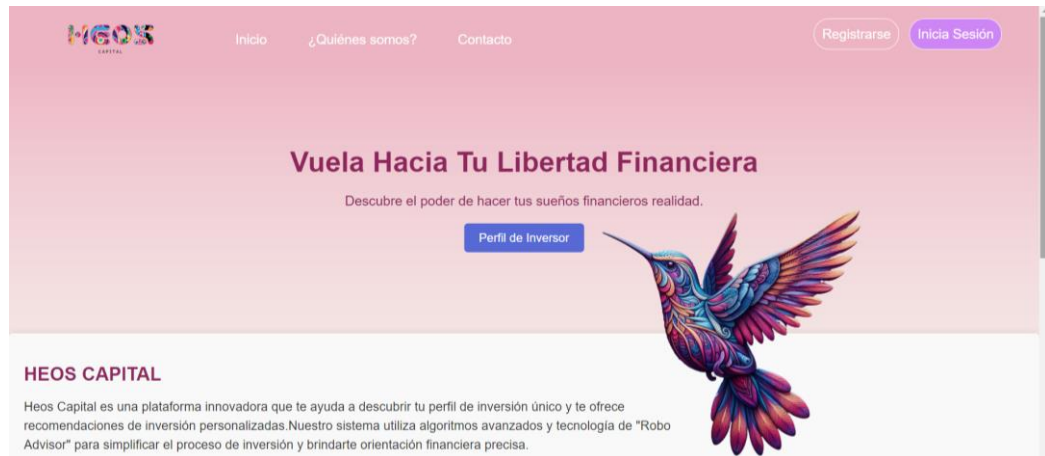 HEOS
CAPITAL
Inicio ¿Quiénes somos? Contacto
Registrarse Inicia Sesión
Vuela Hacia Tu Libertad Financiera
Descubre el poder de hacer tus sueños financieros realidad.
Perfil de Inversor
HEOS CAPITAL
Heos Capital es una plataforma innovadora que te ayuda a descubrir tu perfil de inversión único y te ofrece
recomendaciones de inversión personalizadas.Nuestro sistema utiliza algoritmos avanzados y tecnología de "Robo
Advisor" para simplificar el proceso de inversión y brindarte orientación financiera precisa.